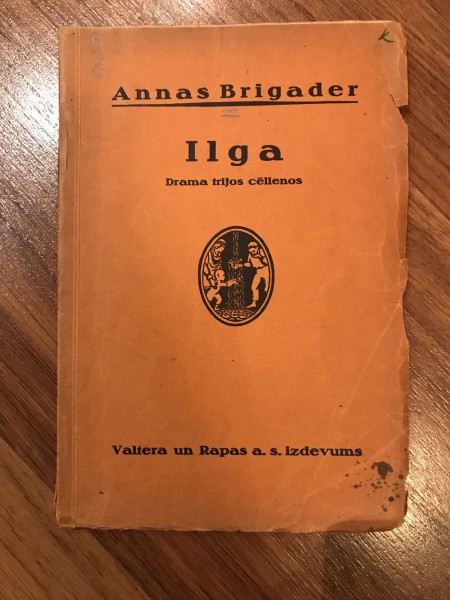 K
Annas Brigader
Ilga
Drama trijos cēlienos
Valtera un Rapas a. s. izdevums